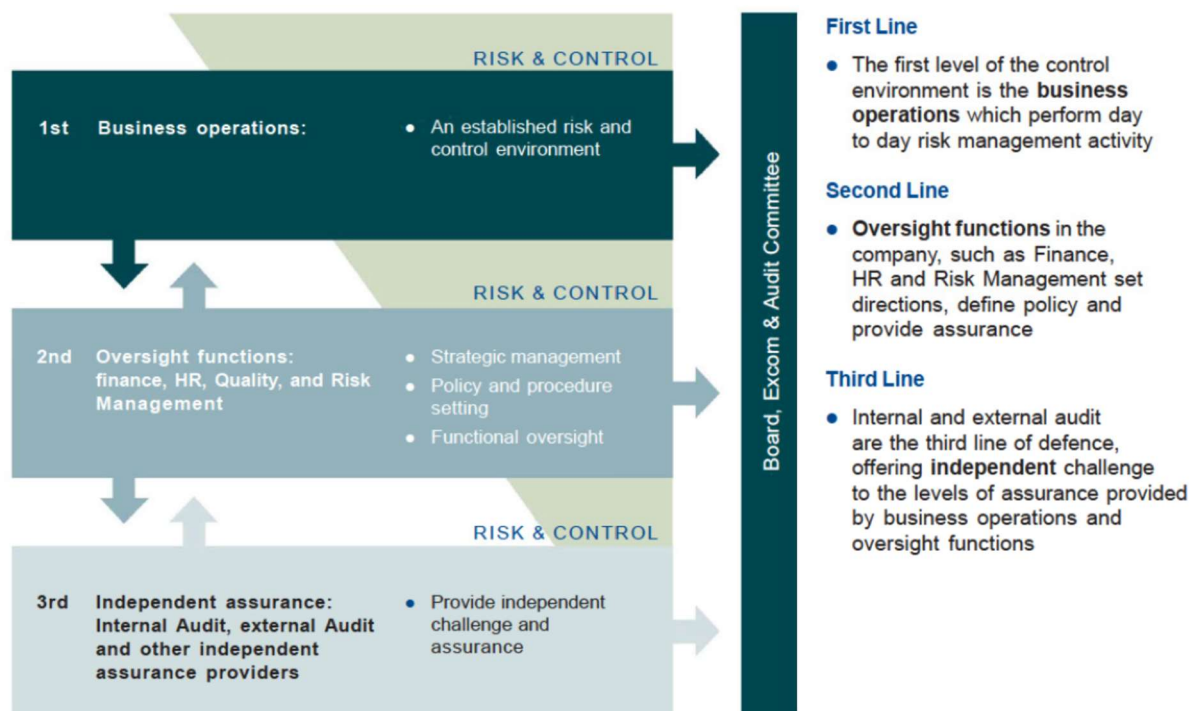 RISK & CONTROL
1st Business operations:
● An established risk and
control environment
RISK & CONTROL
2nd Oversight functions:
finance, HR, Quality, and Risk
Management
● Strategic management
● Policy and procedure
setting
● Functional oversight
RISK & CONTROL
3rd Independent assurance:
Internal Audit, external Audit
and other independent
assurance providers
● Provide independent
challenge and
assurance
Board, Excom & Audit Committee
First Line
● The first level of the control
environment is the business
operations which perform day
to day risk management activity
Second Line
● Oversight functions in the
company, such as Finance,
HR and Risk Management set
directions, define policy and
provide assurance
Third Line
● Internal and external audit
are the third line of defence,
offering independent challenge
to the levels of assurance provided
by business operations and
oversight functions